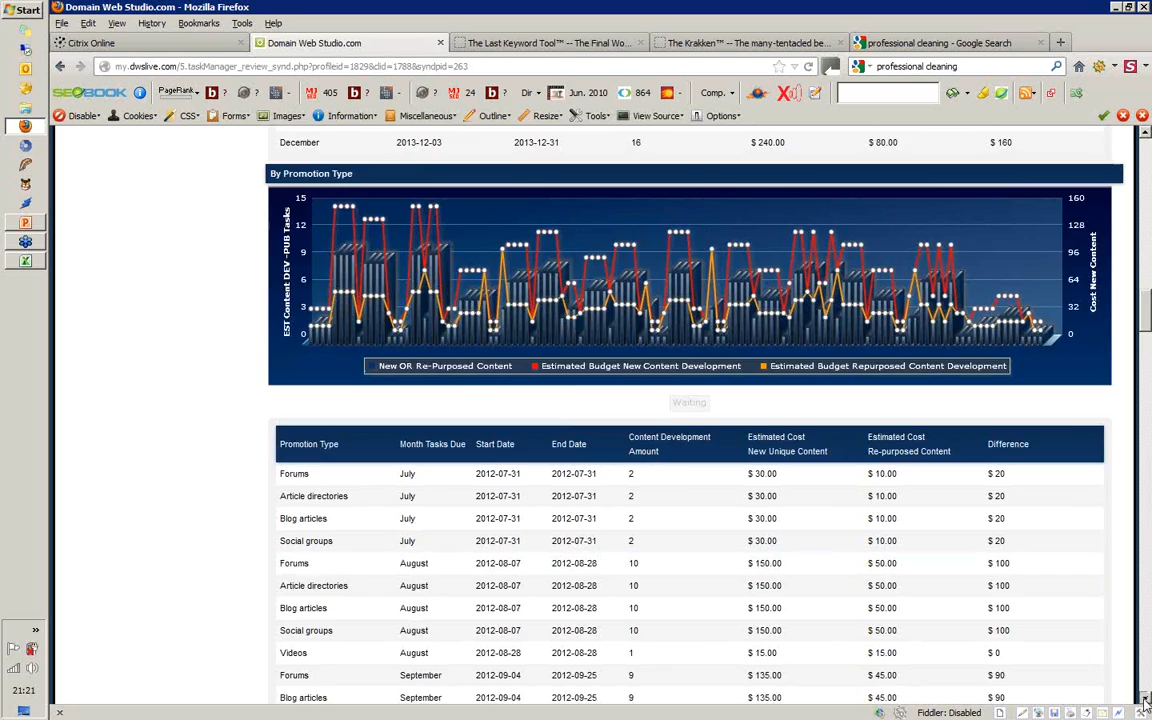 Start Domain Web Studio.com - Mozilla Firefox
File Edit View History Bookmarks Tools Help
Citrix Online Domain Web Studio.com The Last Keyword Tool™ -- The Final Wo... The Krakken™ -- The many-tentacled be... professional cleaning - Google Search
my.dwslive.com/5.taskManager_review_synd.php?profileid=1829&clid=1788&syndpid=263 professional cleaning
SEOBOOK PageRank ? ? MJ SEO 405 ? ? MJ SEO 24 ? Dir Jun. 2010 864 Comp.
Disable Cookies CSS Forms Images Information Miscellaneous Outline Resize Tools View Source Options
December 2013-12-03 2013-12-31 16 $ 240.00 $ 80.00 $ 160
By Promotion Type
EST Content DEV ~PUB Tasks
15 12 9 6 3 0
160 128 96 64 32 0
Cost New Content
New OR Re-Purposed Content Estimated Budget New Content Development Estimated Budget Repurposed Content Development
Waiting
Promotion Type Month Tasks Due Start Date End Date Content Development Amount Estimated Cost New Unique Content Estimated Cost Re-purposed Content Difference
Forums July 2012-07-31 2012-07-31 2 $ 30.00 $ 10.00 $ 20
Article directories July 2012-07-31 2012-07-31 2 $ 30.00 $ 10.00 $ 20
Blog articles July 2012-07-31 2012-07-31 2 $ 30.00 $ 10.00 $ 20
Social groups July 2012-07-31 2012-07-31 2 $ 30.00 $ 10.00 $ 20
Forums August 2012-08-07 2012-08-28 10 $ 150.00 $ 50.00 $ 100
Article directories August 2012-08-07 2012-08-28 10 $ 150.00 $ 50.00 $ 100
Blog articles August 2012-08-07 2012-08-28 10 $ 150.00 $ 50.00 $ 100
Social groups August 2012-08-07 2012-08-28 10 $ 150.00 $ 50.00 $ 100
Videos August 2012-08-28 2012-08-28 1 $ 15.00 $ 15.00 $ 0
Forums September 2012-09-04 2012-09-25 9 $ 135.00 $ 45.00 $ 90
Blog articles September 2012-09-04 2012-09-25 9 $ 135.00 $ 45.00 $ 90
21:21
Fiddler: Disabled